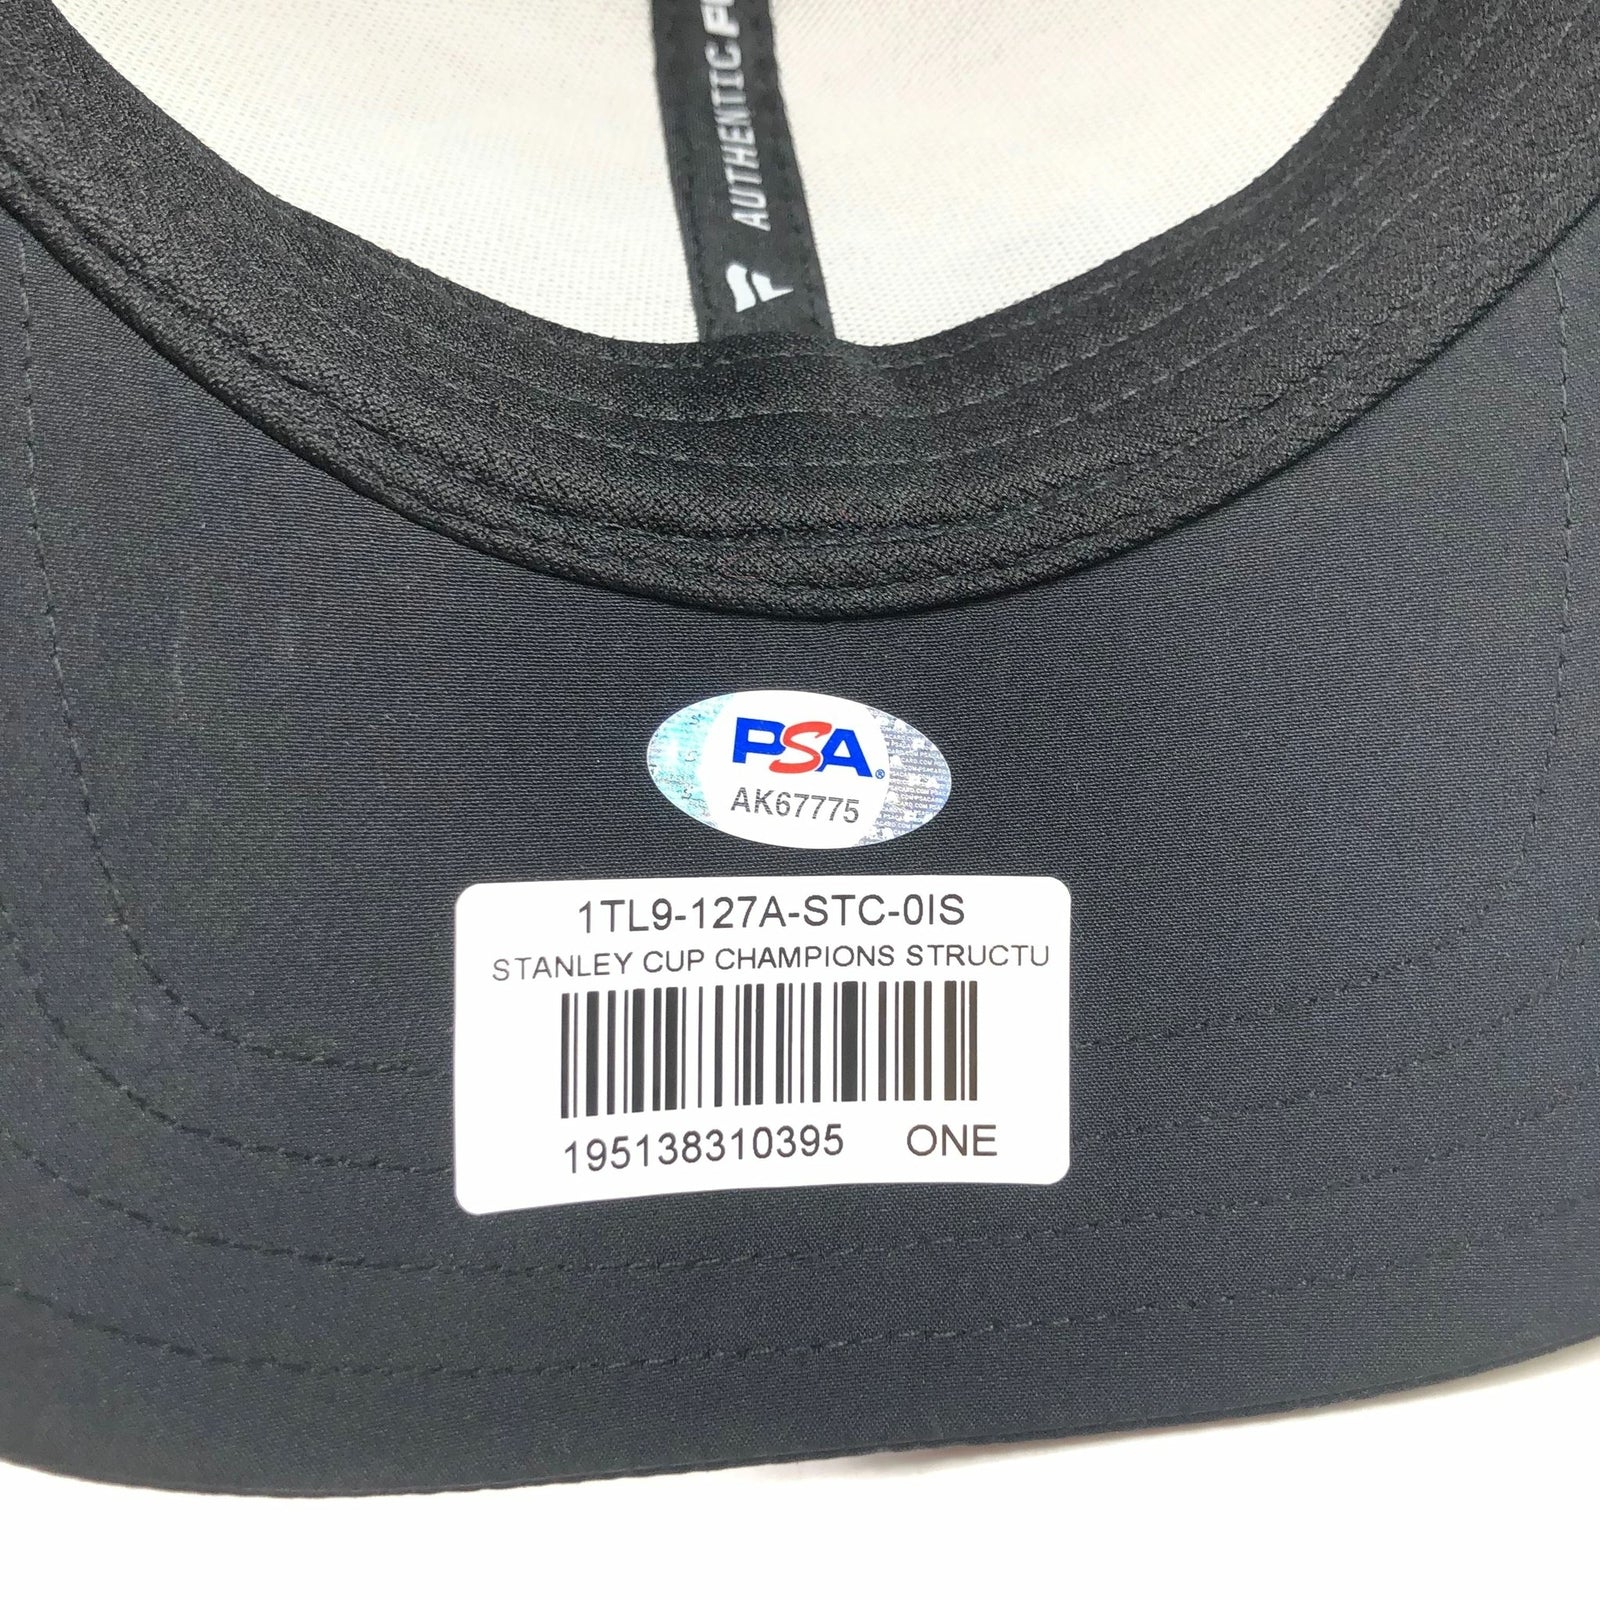 AUTHENTIC
PSA®
AK67775
1TL9-127A-STC-0IS
STANLEY CUP CHAMPIONS STRUCTU
195138310395 ONE